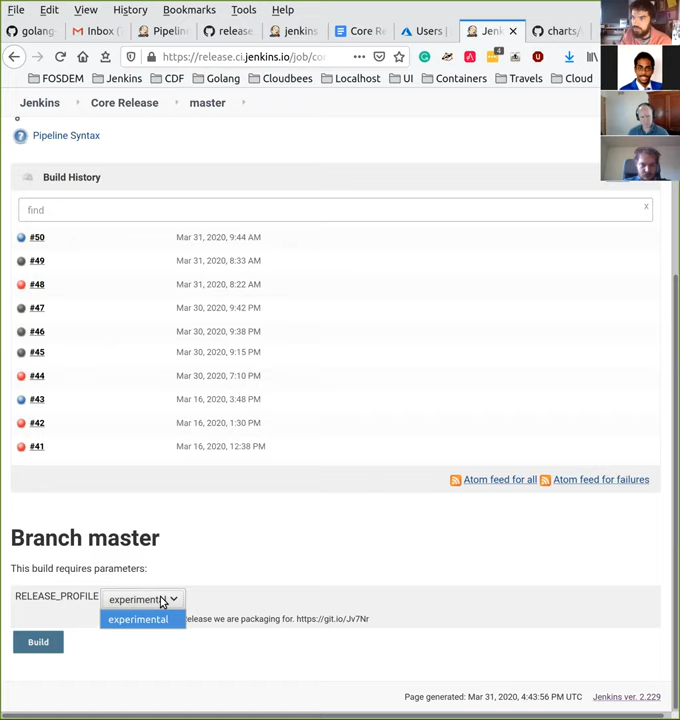 File Edit View History Bookmarks Tools Help
golang- Inbox ( Pipelin release jenkins Core Re Users | Jenk × charts/
https://release.ci.jenkins.io/job/cor
FOSDEM Jenkins CDF Golang Cloudbees Localhost UI Containers Travels Cloud
Jenkins Core Release master
Pipeline Syntax
Build History
find x
#50 Mar 31, 2020, 9:44 AM
#49 Mar 31, 2020, 8:33 AM
#48 Mar 31, 2020, 8:22 AM
#47 Mar 30, 2020, 9:42 PM
#46 Mar 30, 2020, 9:38 PM
#45 Mar 30, 2020, 9:15 PM
#44 Mar 30, 2020, 7:10 PM
#43 Mar 16, 2020, 3:48 PM
#42 Mar 16, 2020, 1:30 PM
#41 Mar 16, 2020, 12:38 PM
Atom feed for all Atom feed for failures
Branch master
This build requires parameters:
RELEASE_PROFILE experimental
experimental elease we are packaging for. https://git.io/Jv7Nr
Build
Page generated: Mar 31, 2020, 4:43:56 PM UTC Jenkins ver. 2.229